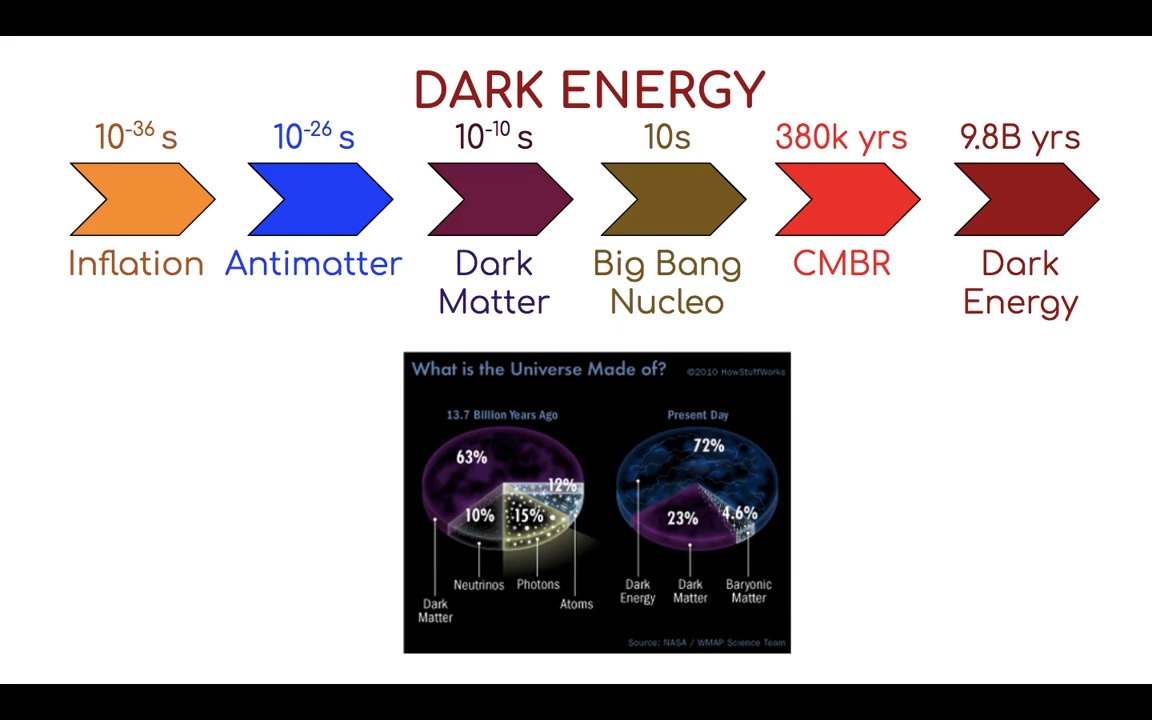 DARK ENERGY
10⁻³⁶ s
10⁻²⁶ s
10⁻¹⁰ s
10s
380k yrs
9.8B yrs
Inflation
Antimatter
Dark
Matter
Big Bang
Nucleo
CMBR
Dark
Energy
What is the Universe Made of?
©2010 HowStuffWorks
13.7 Billion Years Ago
63%
12%
10%
15%
Neutrinos
Photons
Dark
Matter
Atoms
Present Day
72%
23%
4.6%
Dark
Energy
Dark
Matter
Baryonic
Matter
Source: NASA / WMAP Science Team